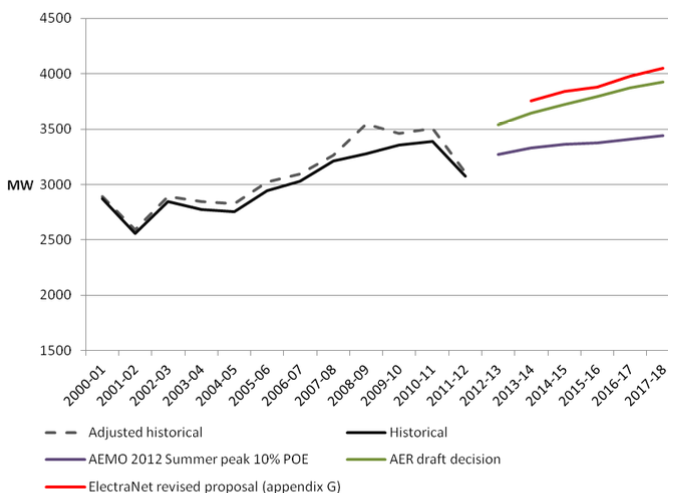 4500
4000
3500
MW 3000
2500
2000
1500
2000-01 2001-02 2002-03 2003-04 2004-05 2005-06 2006-07 2007-08 2008-09 2009-10 2010-11 2011-12 2012-13 2013-14 2014-15 2015-16 2016-17 2017-18
Adjusted historical Historical
AEMO 2012 Summer peak 10% POE AER draft decision
ElectraNet revised proposal (appendix G)